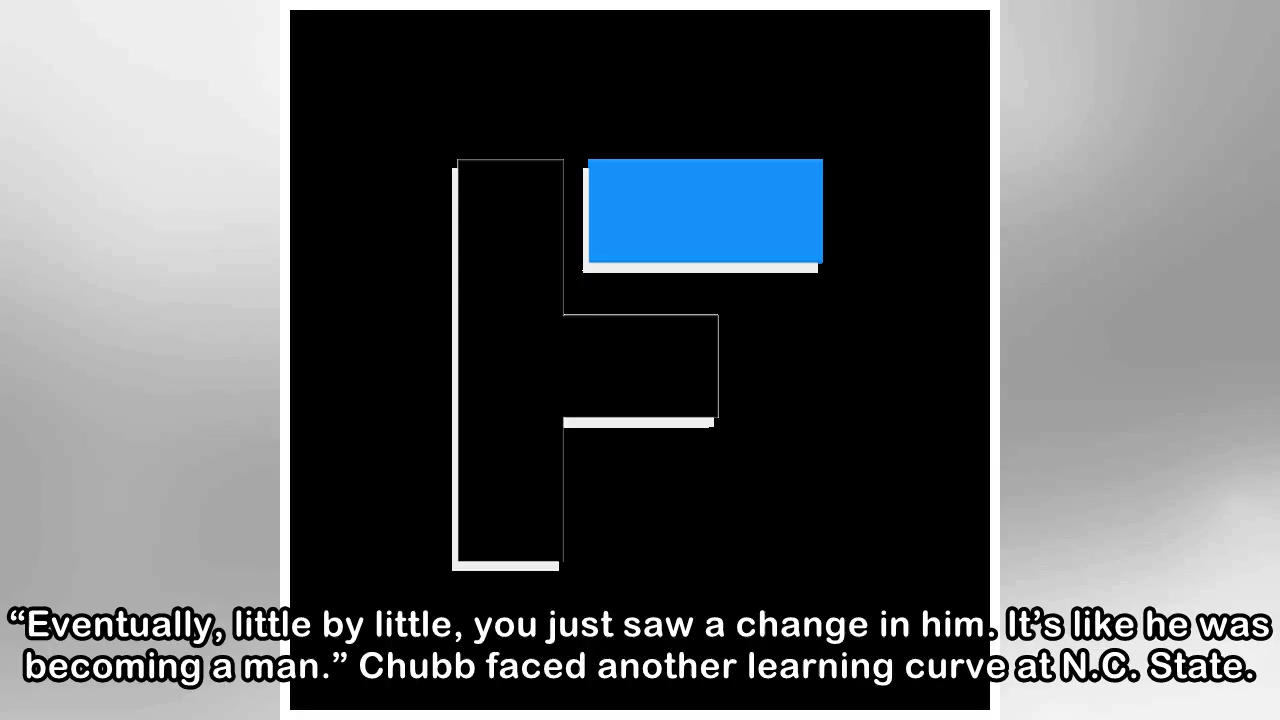 F
“Eventually, little by little, you just saw a change in him. It’s like he was
becoming a man.” Chubb faced another learning curve at N.C. State.